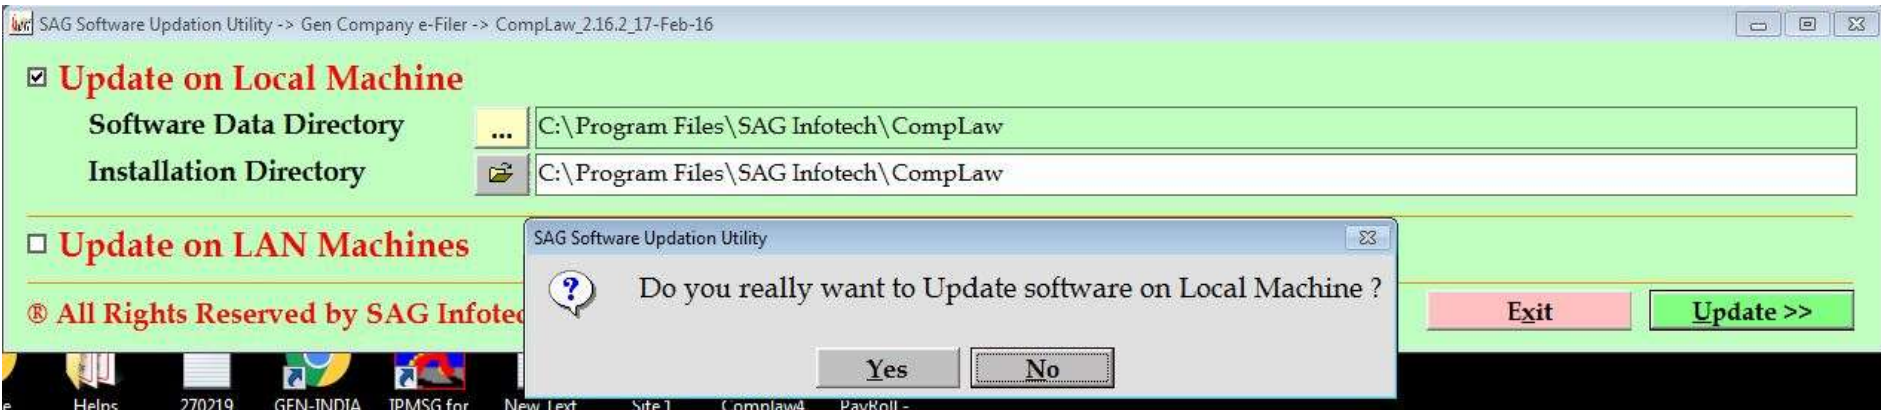 SAG Software Updation Utility -> Gen Company e-Filer -> CompLaw_2.16.2_17-Feb-16
Update on Local Machine
Software Data Directory ... C:\Program Files\SAG Infotech\CompLaw
Installation Directory C:\Program Files\SAG Infotech\CompLaw
Update on LAN Machines
SAG Software Updation Utility
Do you really want to Update software on Local Machine ?
® All Rights Reserved by SAG Infotec
Exit Update >>
Yes No
Helps 270219 GEN-INDIA IPMSG for New Text Site 1 Complaw4 PayRoll -